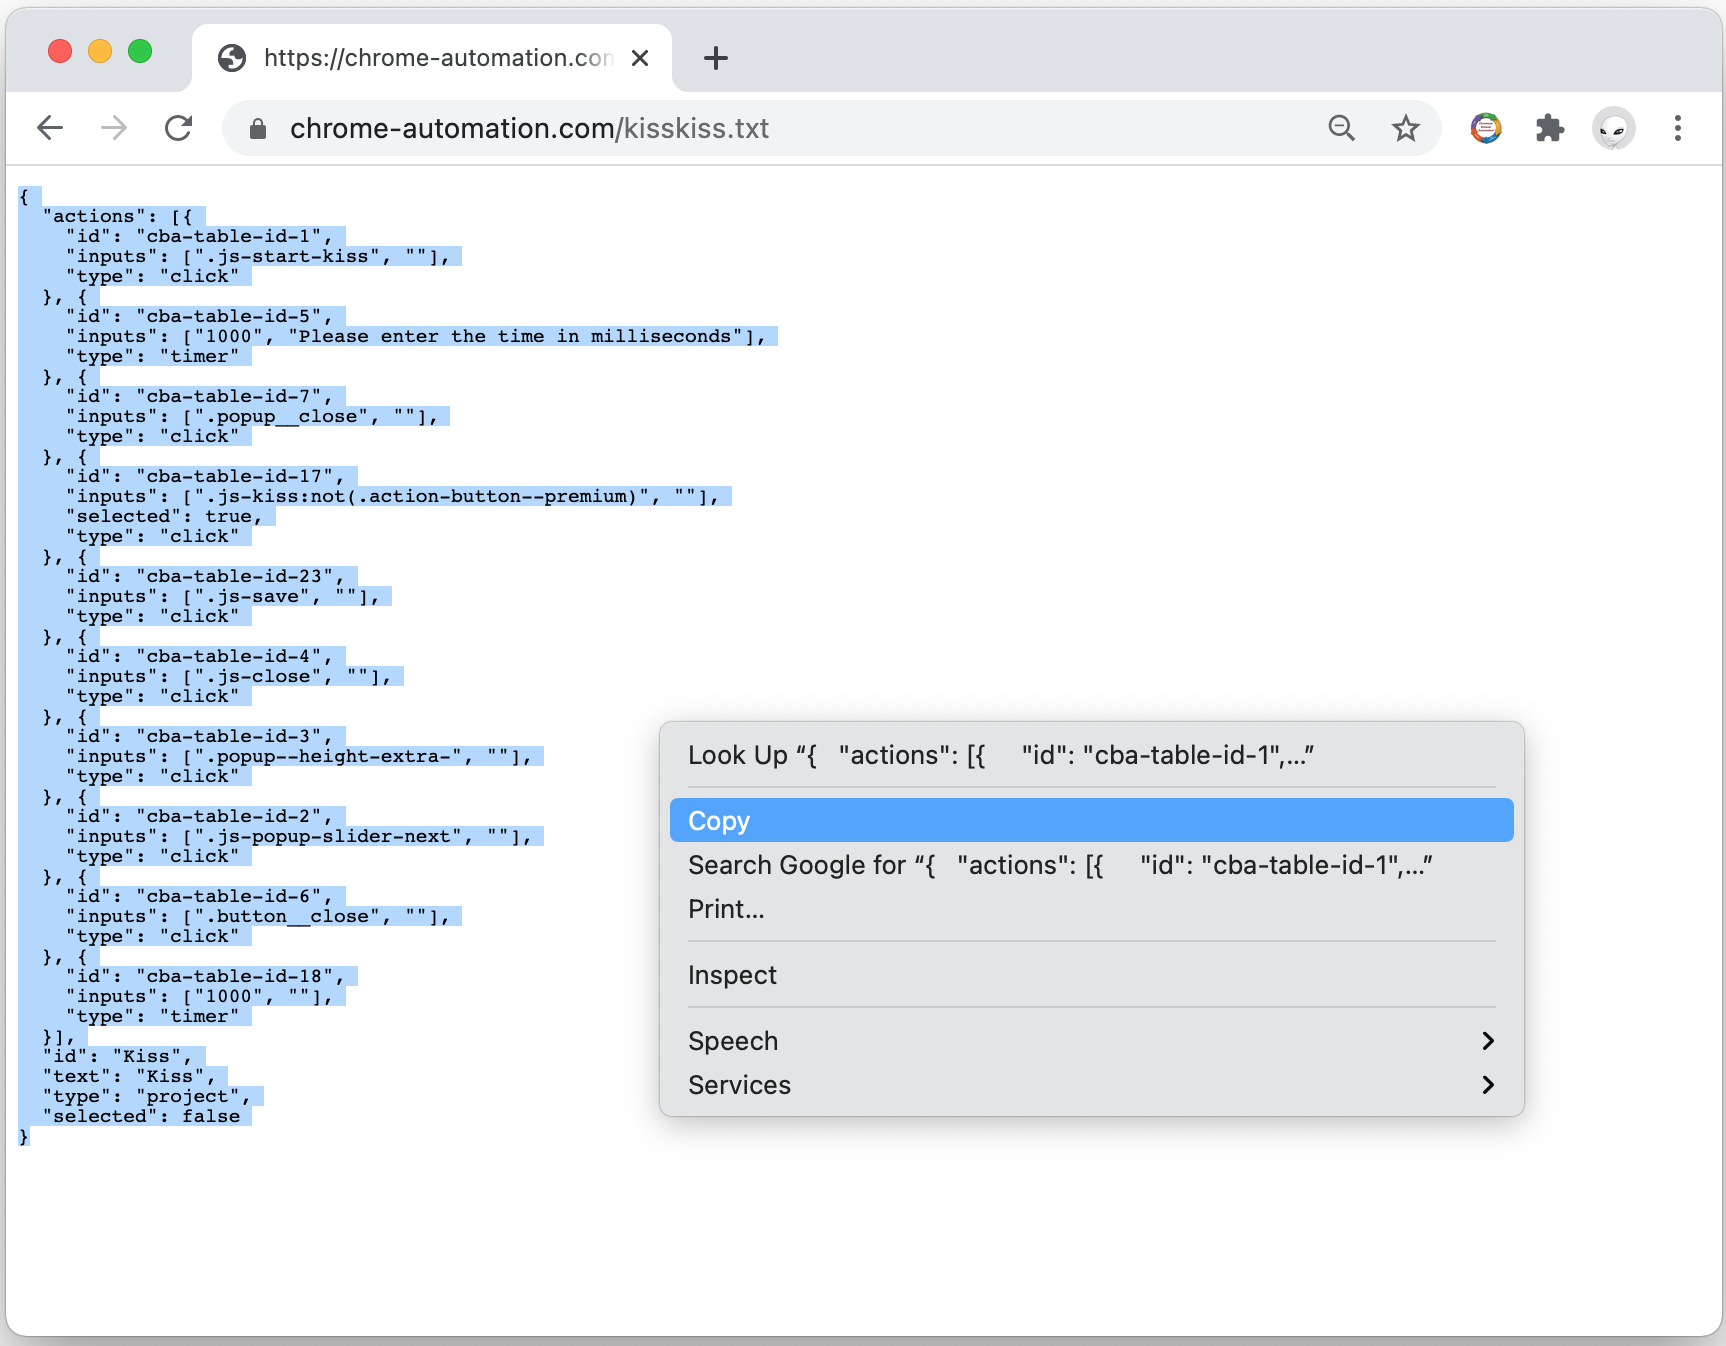 https://chrome-automation.con
chrome-automation.com/kisskiss.txt
{
  "actions": [{
    "id": "cba-table-id-1",
    "inputs": [".js-start-kiss", ""],
    "type": "click"
  }, {
    "id": "cba-table-id-5",
    "inputs": ["1000", "Please enter the time in milliseconds"],
    "type": "timer"
  }, {
    "id": "cba-table-id-7",
    "inputs": [".popup__close", ""],
    "type": "click"
  }, {
    "id": "cba-table-id-17",
    "inputs": [".js-kiss:not(.action-button--premium)", ""],
    "selected": true,
    "type": "click"
  }, {
    "id": "cba-table-id-23",
    "inputs": [".js-save", ""],
    "type": "click"
  }, {
    "id": "cba-table-id-4",
    "inputs": [".js-close", ""],
    "type": "click"
  }, {
    "id": "cba-table-id-3",
    "inputs": [".popup--height-extra-", ""],
    "type": "click"
  }, {
    "id": "cba-table-id-2",
    "inputs": [".js-popup-slider-next", ""],
    "type": "click"
  }, {
    "id": "cba-table-id-6",
    "inputs": [".button__close", ""],
    "type": "click"
  }, {
    "id": "cba-table-id-18",
    "inputs": ["1000", ""],
    "type": "timer"
  }],
  "id": "Kiss",
  "text": "Kiss",
  "type": "project",
  "selected": false
}
Look Up “{   "actions": [{     "id": "cba-table-id-1",...”
Copy
Search Google for “{   "actions": [{     "id": "cba-table-id-1",...”
Print...
Inspect
Speech
Services